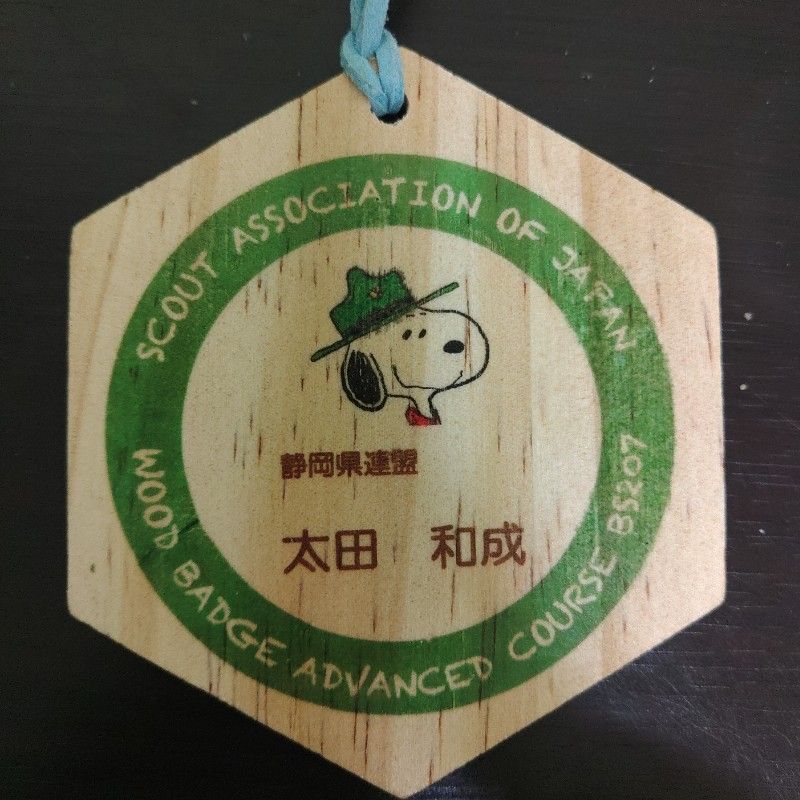 SCOUT ASSOCIATION OF JAPAN
静岡県連盟
太田　和成
WOOD BADGE ADVANCED COURSE BS207